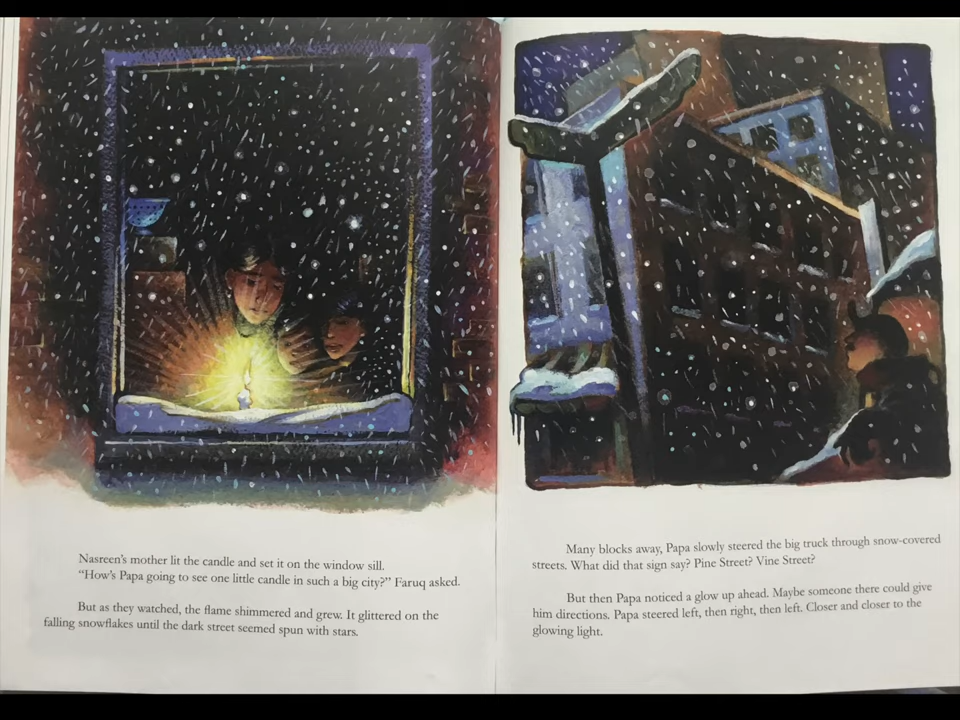 Nasreen's mother lit the candle and set it on the window sill.
"How's Papa going to see one little candle in such a big city?" Faruq asked.
But as they watched, the flame shimmered and grew. It glittered on the
falling snowflakes until the dark street seemed spun with stars.
Many blocks away, Papa slowly steered the big truck through snow-covered
streets. What did that sign say? Pine Street? Vine Street?
But then Papa noticed a glow up ahead. Maybe someone there could give
him directions. Papa steered left, then right, then left. Closer and closer to the
glowing light.